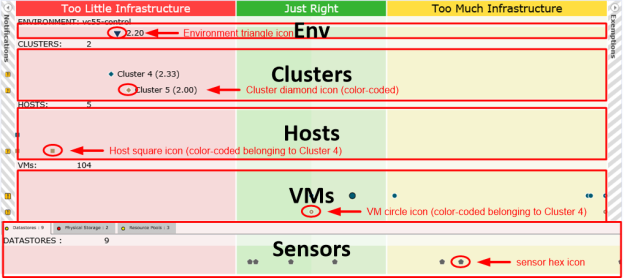 Too Little Infrastructure
Just Right
Too Much Infrastructure
Notifications
Exemptions
ENVIRONMENT: vc55-control
2.20
Environment triangle icon
Env
CLUSTERS: 2
Cluster 4 (2.33)
Clusters
Cluster 5 (2.00)
Cluster diamond icon (color-coded)
HOSTS: 5
Hosts
Host square icon (color-coded belonging to Cluster 4)
VMs: 104
VMs
VM circle icon (color-coded belonging to Cluster 4)
Datastores : 9
Physical Storage : 2
Resource Pools : 3
DATASTORES : 9
Sensors
sensor hex icon